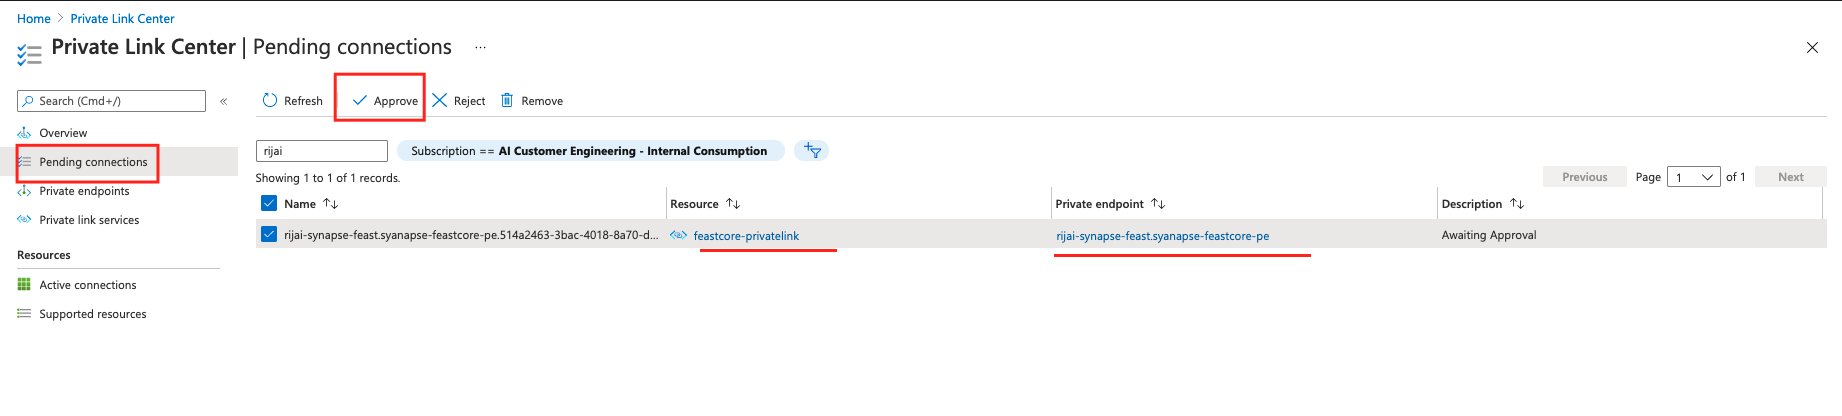 Home > Private Link Center
Private Link Center | Pending connections ...
Search (Cmd+/) «
Refresh Approve Reject Remove
Overview
Pending connections
Private endpoints
Private link services
Resources
Active connections
Supported resources
rijai Subscription == AI Customer Engineering - Internal Consumption
Showing 1 to 1 of 1 records.
Previous Page 1 of 1 Next
Name ↑↓ Resource ↑↓ Private endpoint ↑↓ Description ↑↓
rijai-synapse-feast.syanapse-feastcore-pe.514a2463-3bac-4018-8a70-d... feastcore-privatelink rijai-synapse-feast.syanapse-feastcore-pe Awaiting Approval